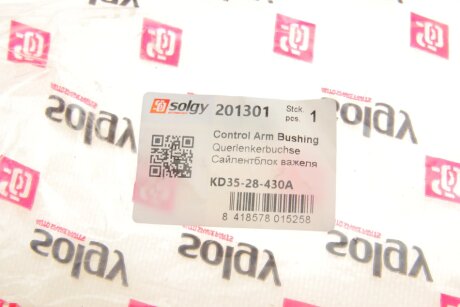 solgy
solgy 201301 Stck. pcs. 1
Control Arm Bushing
Querlenkerbuchse
Сайлентблок важеля
KD35-28-430A
8 418578 015258
solgy
solgy
solgy
solgy